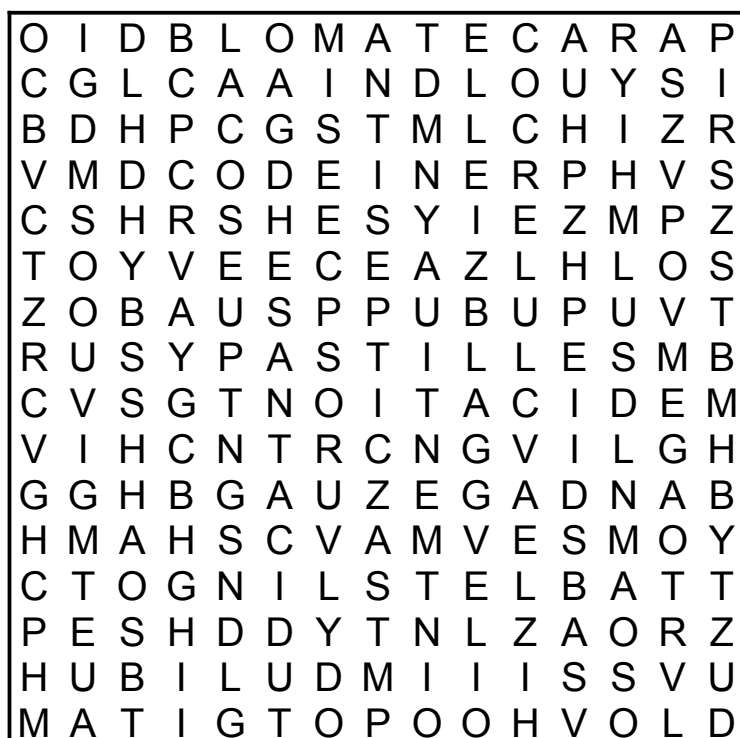 O I D B L O M A T E C A R A P
C G L C A A I N D L O U Y S I
B D H P C G S T M L C H I Z R
V M D C O D E I N E R P H V S
C S H R S H E S Y I E Z M P Z
T O Y V E E C E A Z L H L O S
Z O B A U S P P U B U P U V T
R U S Y P A S T I L L E S M B
C V S G T N O I T A C I D E M
V I H C N T R C N G V I L G H
G G H B G A U Z E G A D N A B
H M A H S C V A M V E S M O Y
C T O G N I L S T E L B A T T
P E S H D D Y T N L Z A O R Z
H U B I L U D M I I I S S V U
M A T I G T O P O O H V O L D